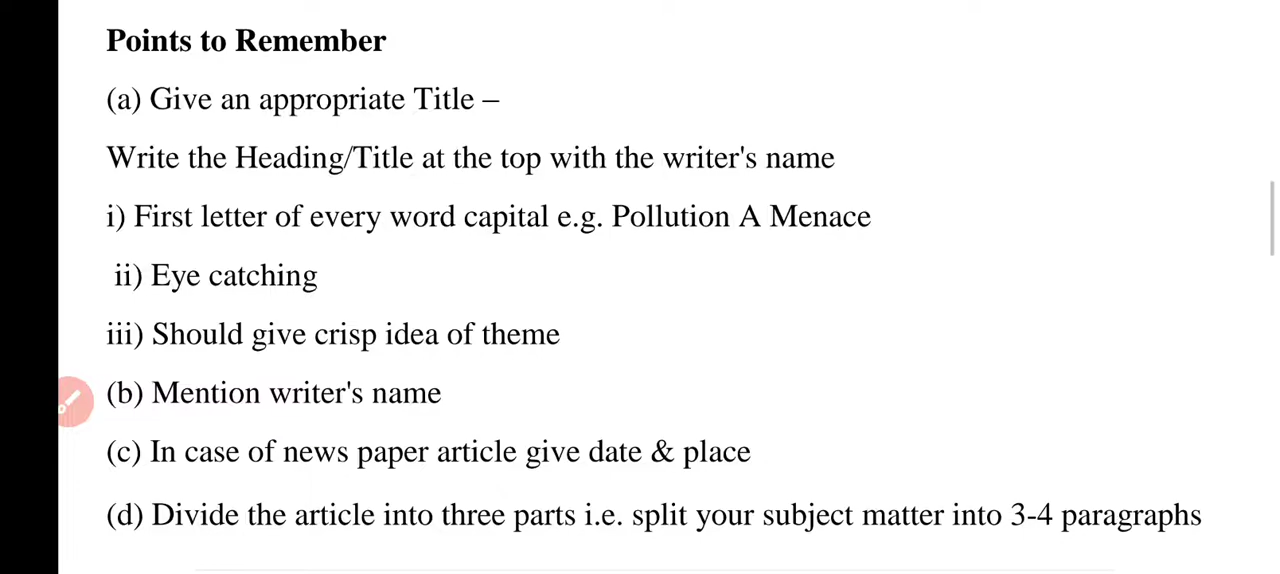 Points to Remember
(a) Give an appropriate Title –
Write the Heading/Title at the top with the writer's name
i) First letter of every word capital e.g. Pollution A Menace
ii) Eye catching
iii) Should give crisp idea of theme
(b) Mention writer's name
(c) In case of news paper article give date & place
(d) Divide the article into three parts i.e. split your subject matter into 3-4 paragraphs